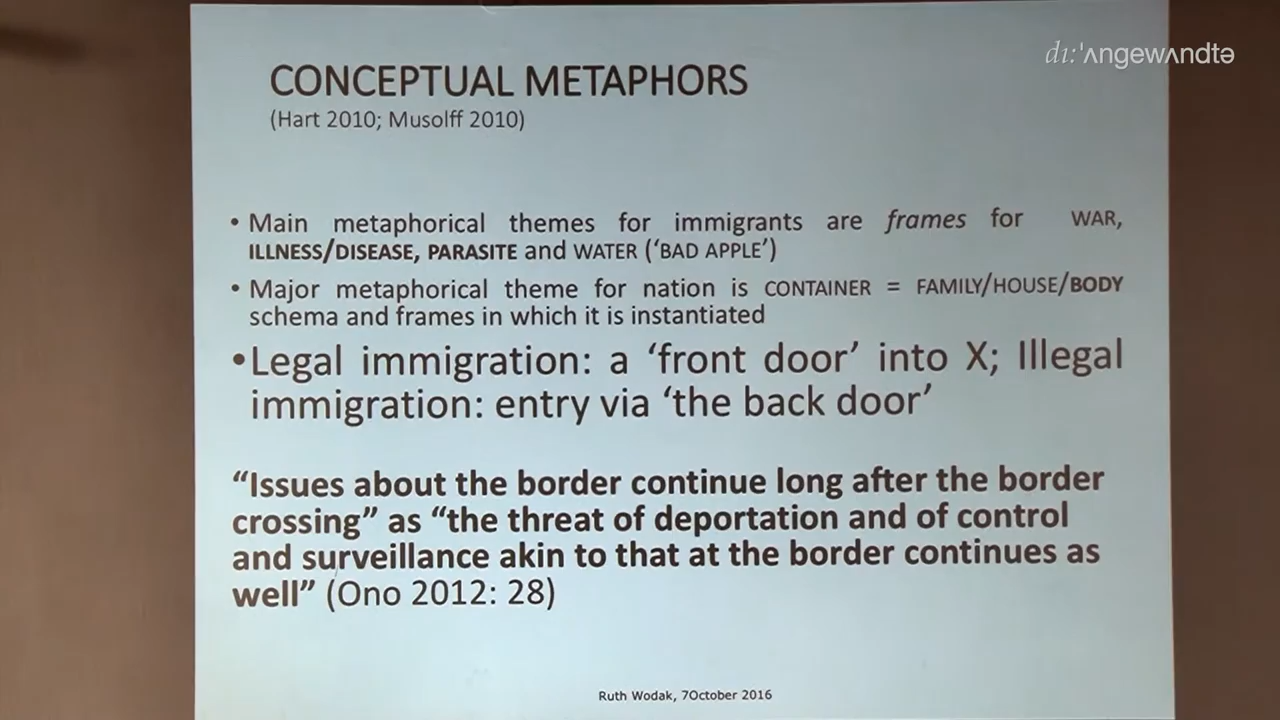 dı:'ʌngewʌndtə
CONCEPTUAL METAPHORS
(Hart 2010; Musolff 2010)
• Main metaphorical themes for immigrants are frames for WAR,
ILLNESS/DISEASE, PARASITE and WATER (‘BAD APPLE’)
• Major metaphorical theme for nation is CONTAINER = FAMILY/HOUSE/BODY
schema and frames in which it is instantiated
•Legal immigration: a ‘front door’ into X; Illegal
immigration: entry via ‘the back door’
“Issues about the border continue long after the border
crossing” as “the threat of deportation and of control
and surveillance akin to that at the border continues as
well” (Ono 2012: 28)
Ruth Wodak, 7October 2016